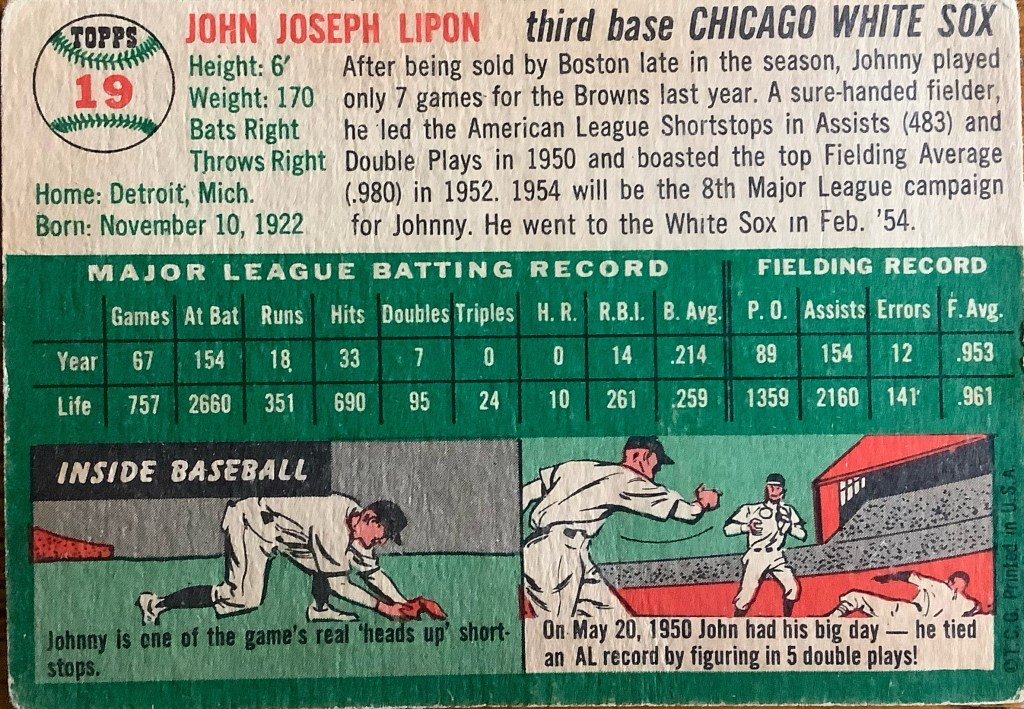 TOPPS
19
JOHN JOSEPH LIPON third base CHICAGO WHITE SOX
Height: 6'
Weight: 170
Bats Right
Throws Right
Home: Detroit, Mich.
Born: November 10, 1922
After being sold by Boston late in the season, Johnny played
only 7 games for the Browns last year. A sure-handed fielder,
he led the American League Shortstops in Assists (483) and
Double Plays in 1950 and boasted the top Fielding Average
(.980) in 1952. 1954 will be the 8th Major League campaign
for Johnny. He went to the White Sox in Feb. '54.
MAJOR LEAGUE BATTING RECORD FIELDING RECORD
Games At Bat Runs Hits Doubles Triples H. R. R.B.I. B. Avg. P. O. Assists Errors F. Avg.
Year 67 154 18 33 7 0 0 14 .214 89 154 12 .953
Life 757 2660 351 690 95 24 10 261 .259 1359 2160 141 .961
INSIDE BASEBALL
Johnny is one of the game's real 'heads up' short-
stops.
On May 20, 1950 John had his big day — he tied
an AL record by figuring in 5 double plays!
© T. C. G. Printed in U.S.A.